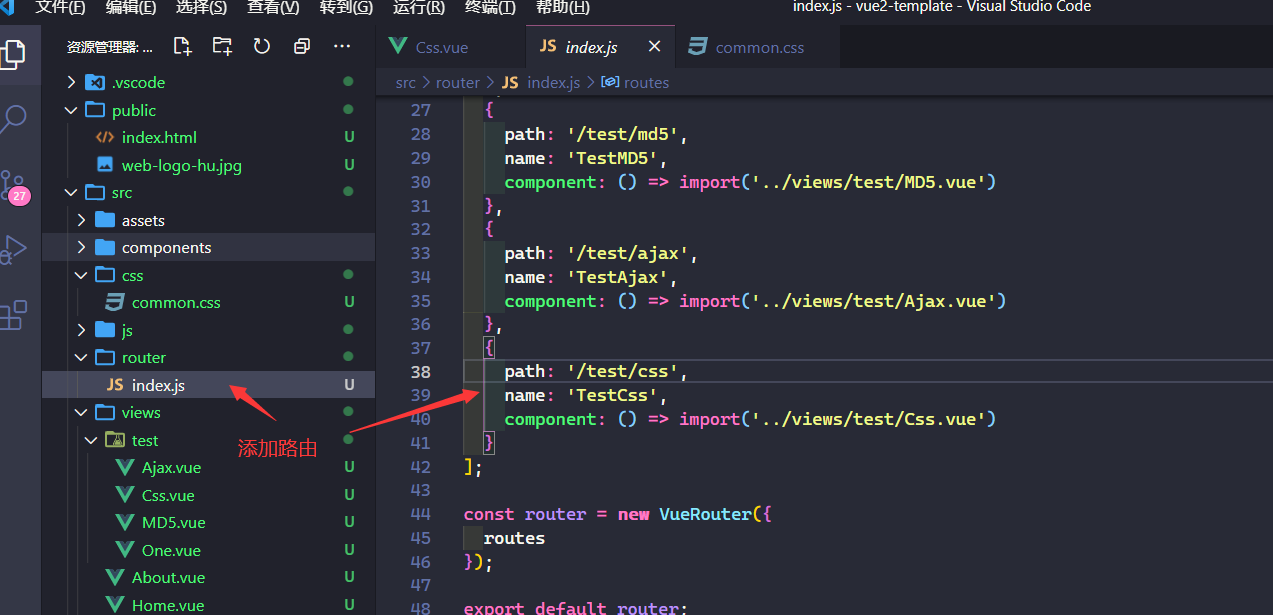 文件(F) 编辑(E) 选择(S) 查看(V) 转到(G) 运行(R) 终端(T) 帮助(H) index.js - vue2-template - Visual Studio Code
资源管理器: ...
.vscode
public
index.html U
web-logo-hu.jpg U
src
assets
components
css
common.css U
js
router
index.js U
views
test
Ajax.vue U
Css.vue U
MD5.vue U
One.vue U
About.vue U
Home.vue U
27
添加路由
Css.vue JS index.js common.css
src > router > JS index.js > routes
27 {
28 path: '/test/md5',
29 name: 'TestMD5',
30 component: () => import('../views/test/MD5.vue')
31 },
32 {
33 path: '/test/ajax',
34 name: 'TestAjax',
35 component: () => import('../views/test/Ajax.vue')
36 },
37 {
38 path: '/test/css',
39 name: 'TestCss',
40 component: () => import('../views/test/Css.vue')
41 }
42 ];
43
44 const router = new VueRouter({
45 routes
46 });
47
48 export default router;